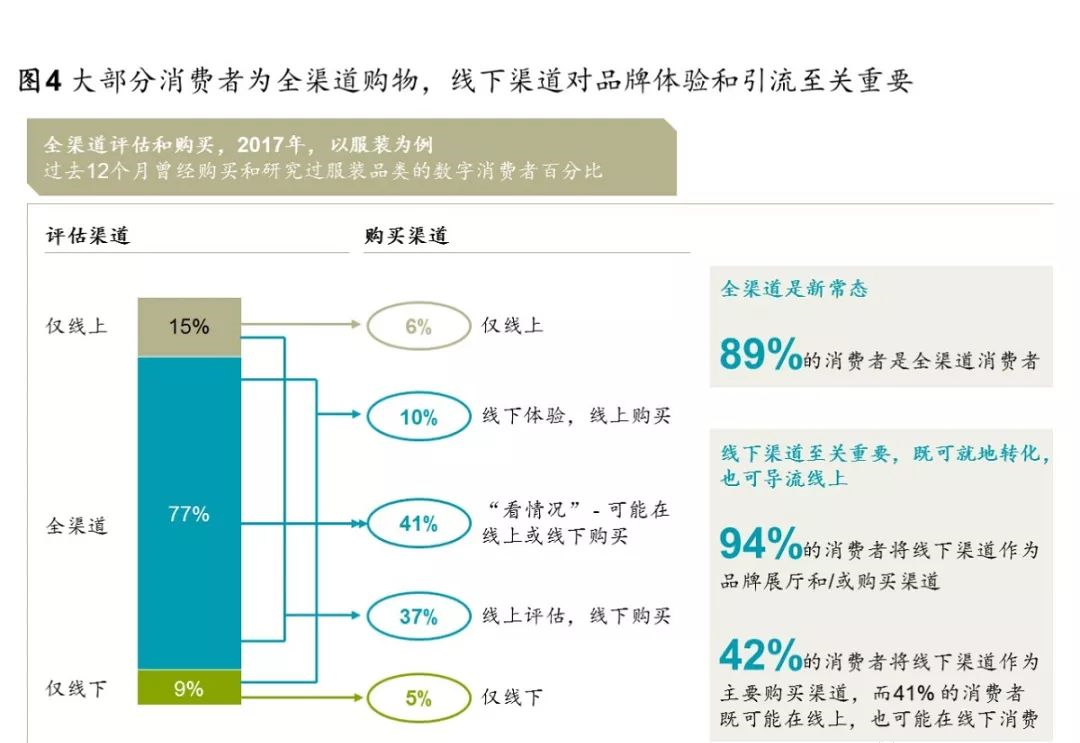 图4 大部分消费者为全渠道购物，线下渠道对品牌体验和引流至关重要
全渠道评估和购买，2017年，以服装为例
过去12个月曾经购买和研究过服装品类的数字消费者百分比
评估渠道
购买渠道
仅线上
15%
6%
仅线上
10%
线下体验，线上购买
全渠道
77%
41%
“看情况” - 可能在
线上或线下购买
37%
线上评估，线下购买
仅线下
9%
5%
仅线下
全渠道是新常态
89%的消费者是全渠道消费者
线下渠道至关重要，既可就地转化，
也可导流线上
94%的消费者将线下渠道作为
品牌展厅和/或购买渠道
42%的消费者将线下渠道作为
主要购买渠道，而41% 的消费者
既可能在线上，也可能在线下消费